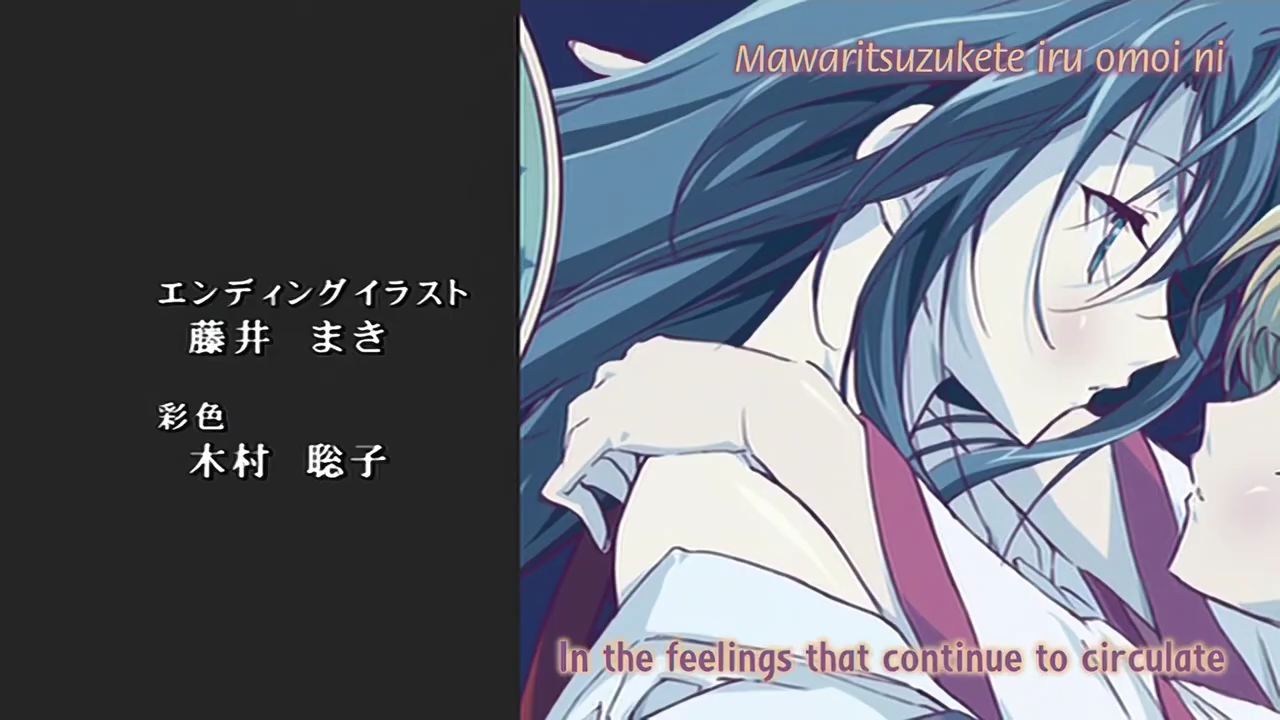 Mawaritsuzukete iru omoi ni
エンディングイラスト
藤井 まき
彩色
木村 聡子
In the feelings that continue to circulate